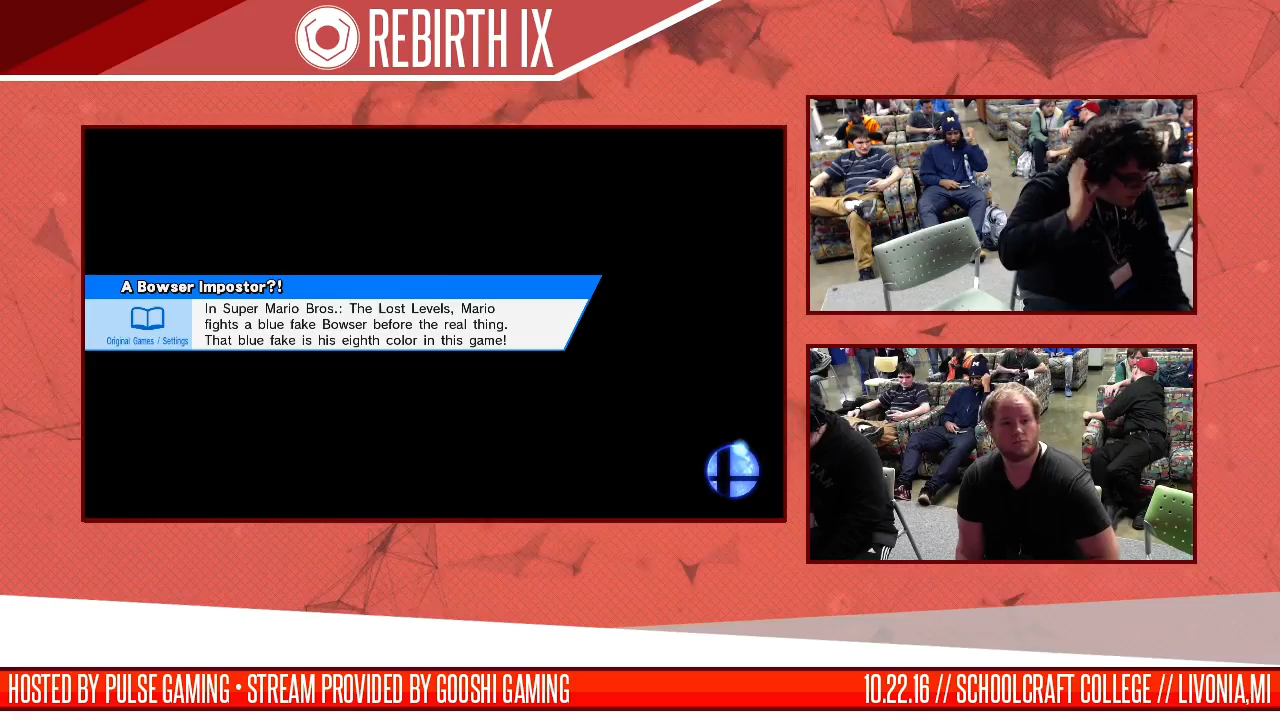 REBIRTH IX
A Bowser Impostor?!
Original Games / Settings
In Super Mario Bros.: The Lost Levels, Mario
fights a blue fake Bowser before the real thing.
That blue fake is his eighth color in this game!
HOSTED BY PULSE GAMING • STREAM PROVIDED BY GOOSHI GAMING
10.22.16 // SCHOOLCRAFT COLLEGE // LIVONIA,MI